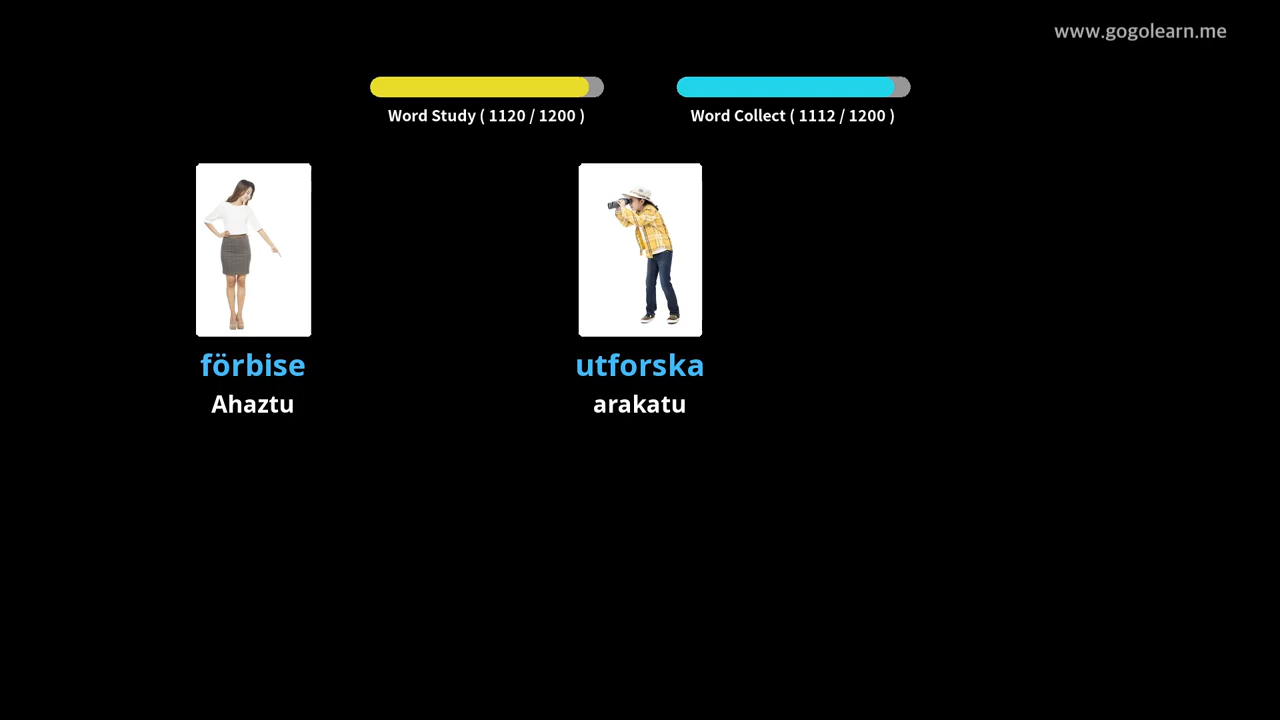 www.gogolearn.me
Word Study ( 1120 / 1200 )
Word Collect ( 1112 / 1200 )
förbise
Ahaztu
utforska
arakatu